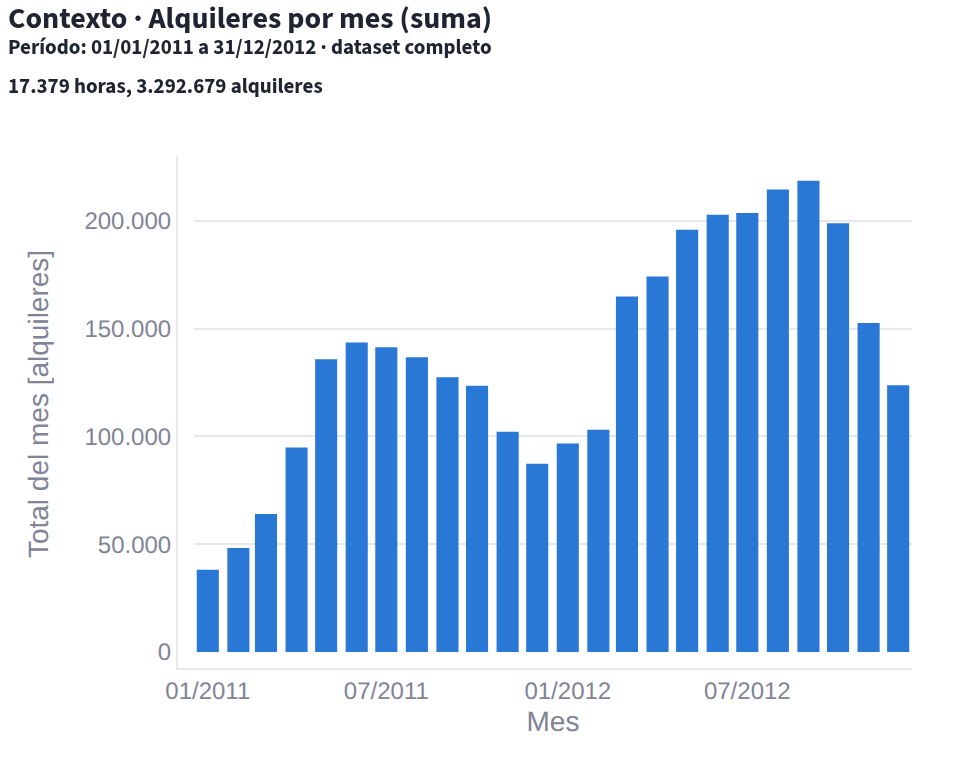 Contexto · Alquileres por mes (suma)
Período: 01/01/2011 a 31/12/2012 · dataset completo
17.379 horas, 3.292.679 alquileres
Total del mes [alquileres]
200.000
150.000
100.000
50.000
0
01/2011
07/2011
01/2012
07/2012
Mes